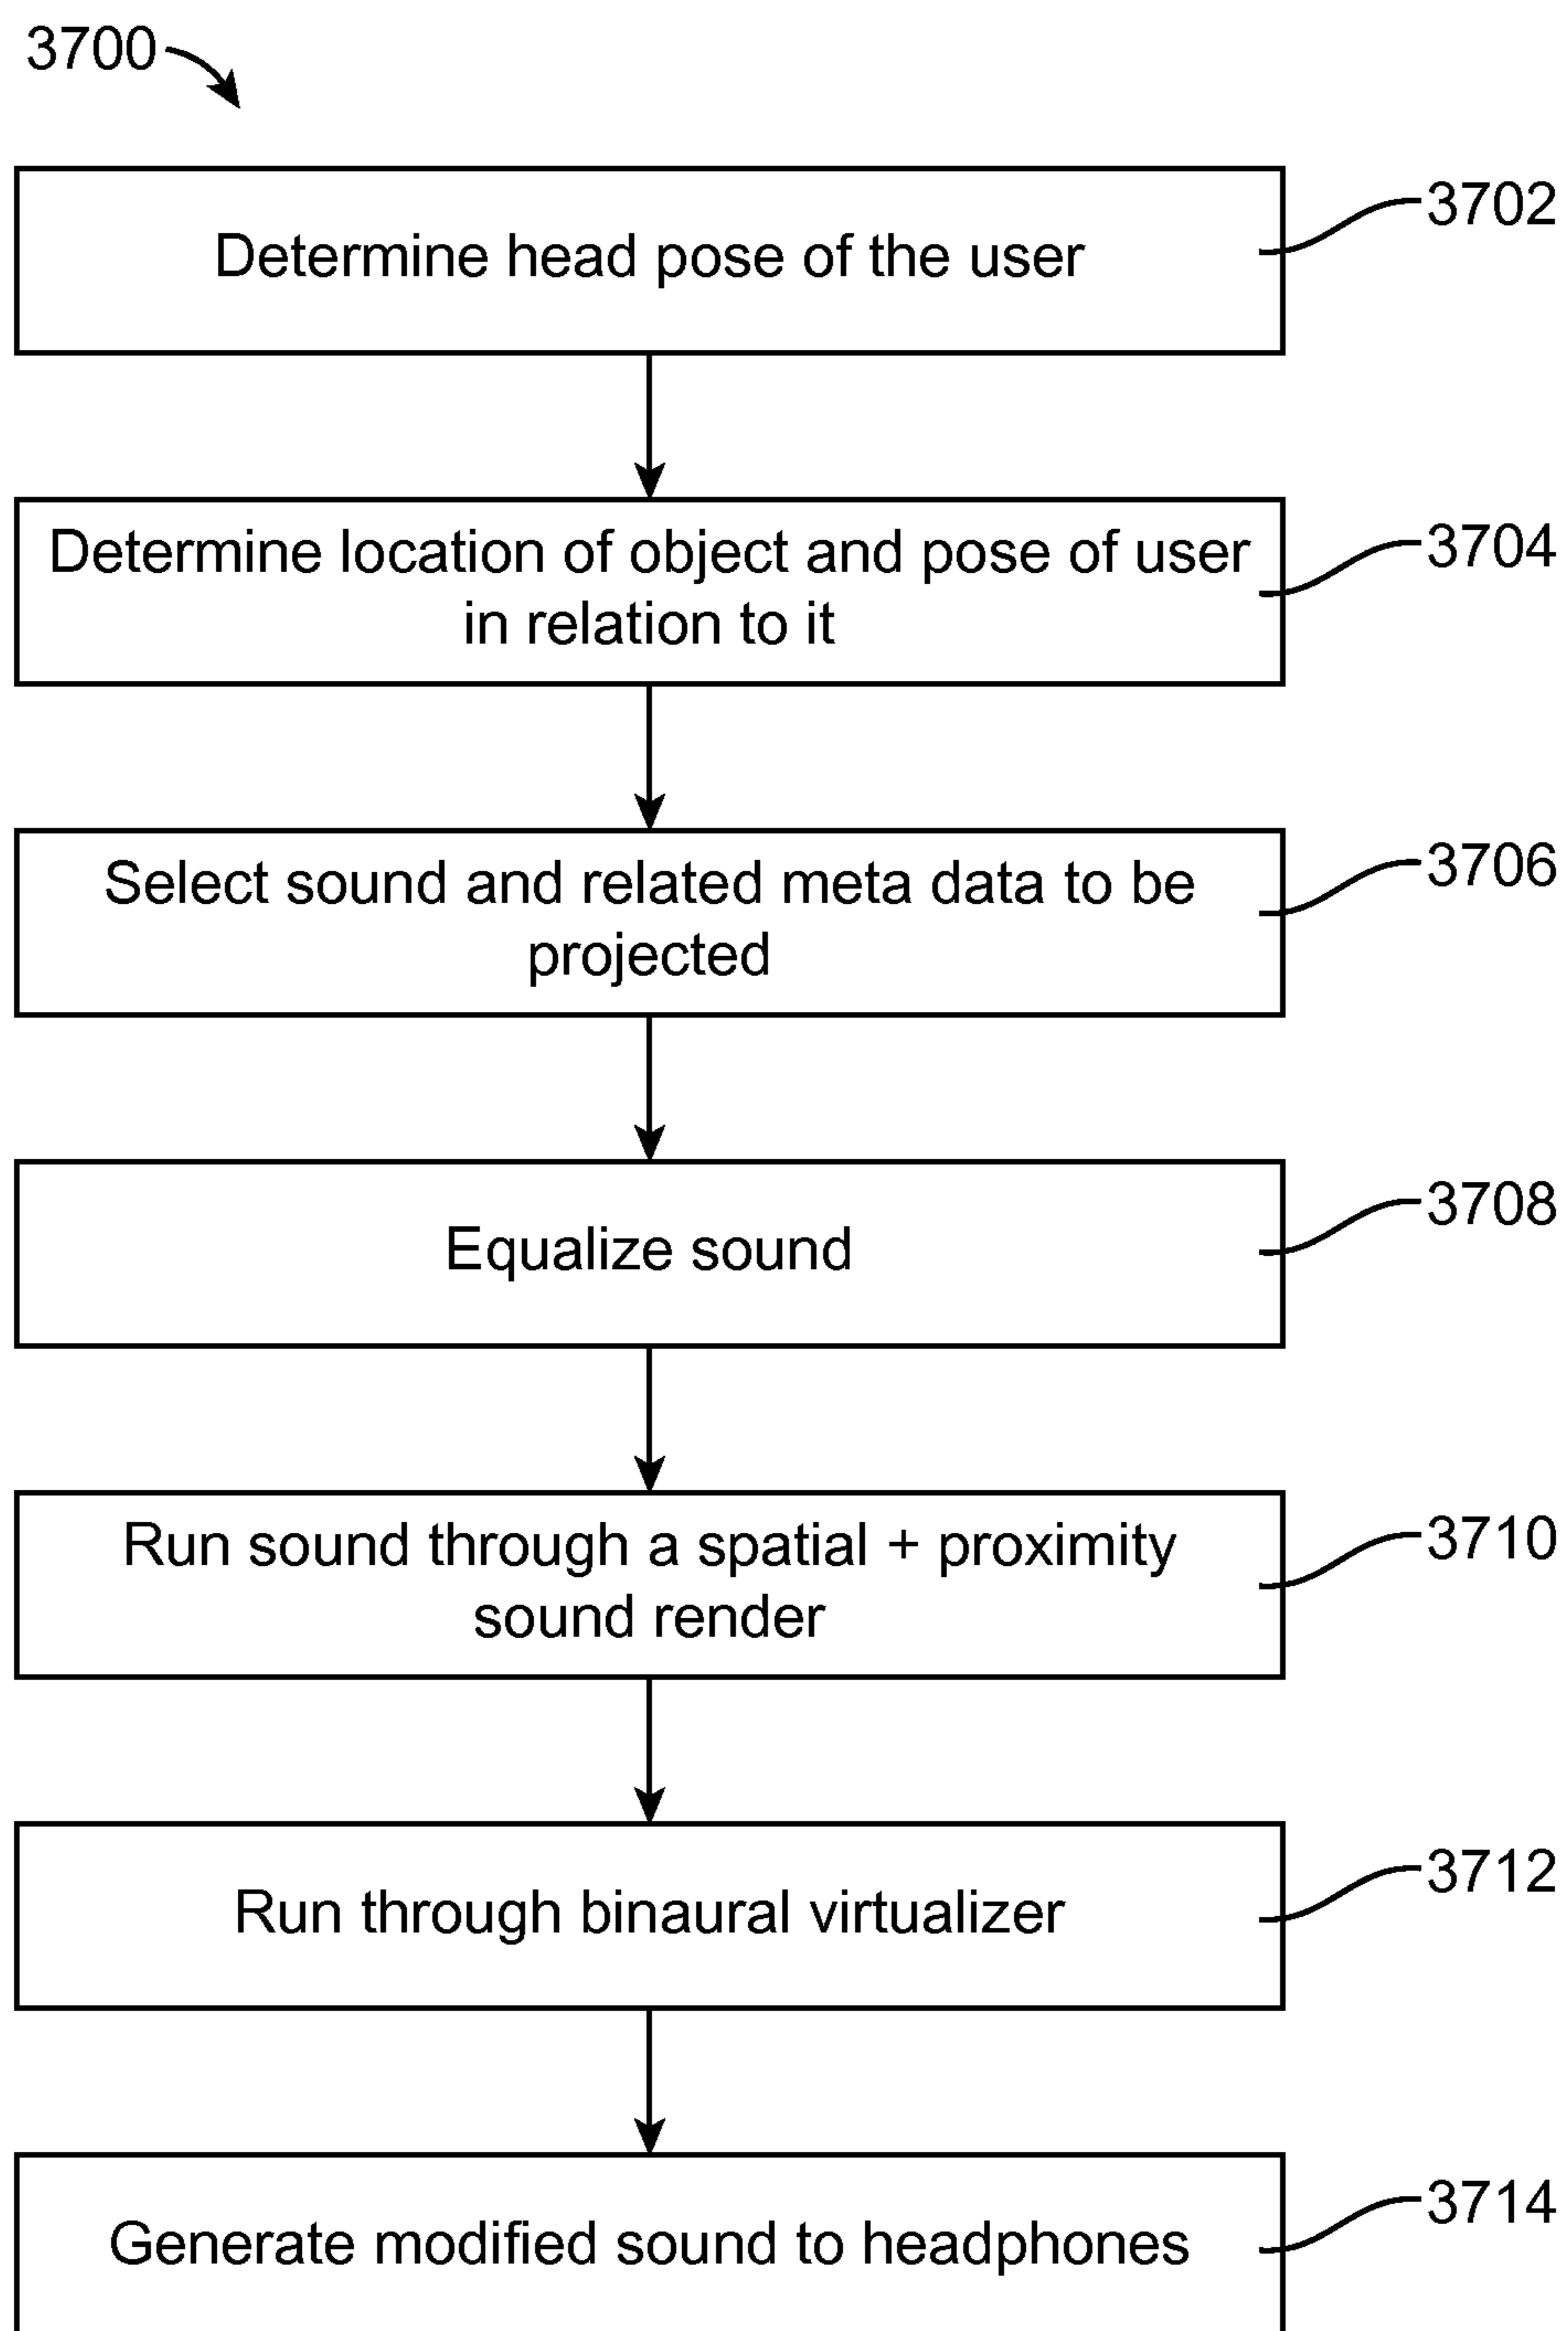 3700
Determine head pose of the user
3702
Determine location of object and pose of user
in relation to it
3704
Select sound and related meta data to be
projected
3706
Equalize sound
3708
Run sound through a spatial + proximity
sound render
3710
Run through binaural virtualizer
3712
Generate modified sound to headphones
3714